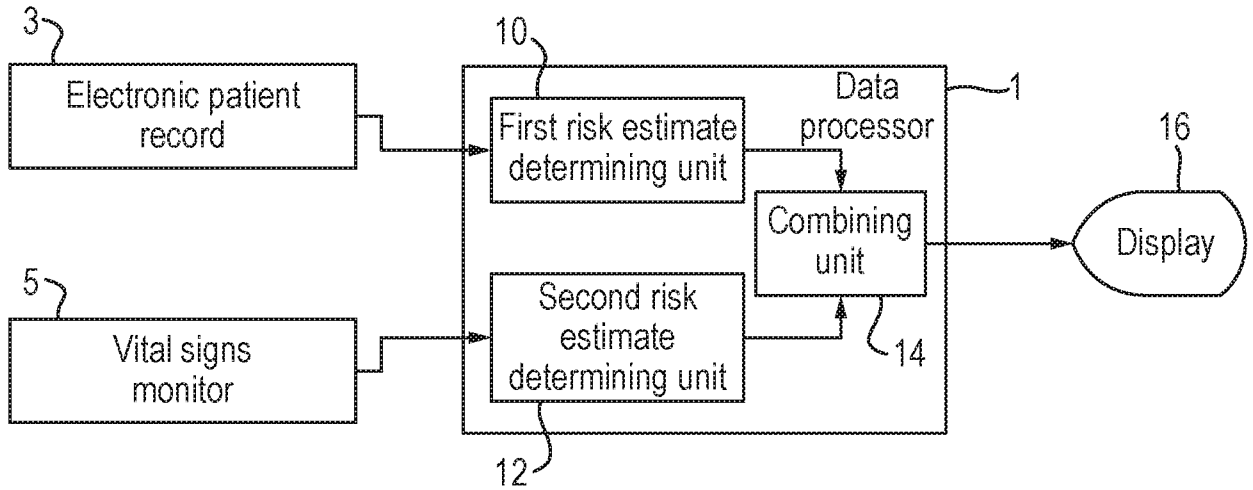 3
Electronic patient
record
10
First risk estimate
determining unit
Data
processor
1
16
Combining
unit
Display
5
Vital signs
monitor
Second risk
estimate
determining unit
14
12